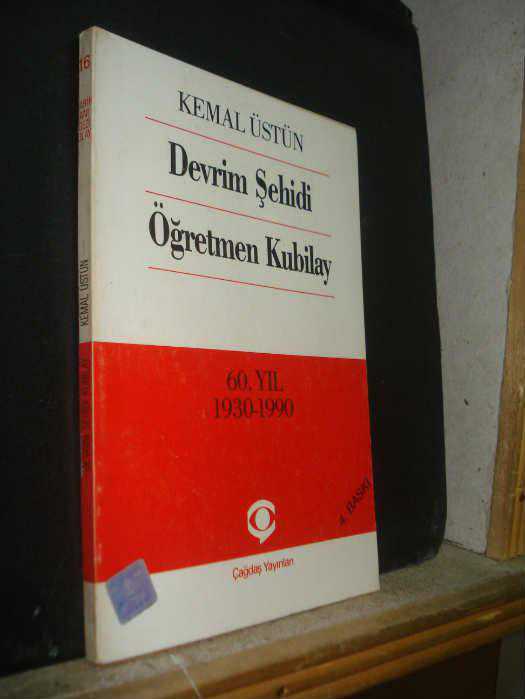 KEMAL ÜSTÜN
Devrim Şehidi
Öğretmen Kubilay
60. YIL
1930-1990
4. BASKI
Çağdaş Yayınları
16
KEMAL ÜSTÜN